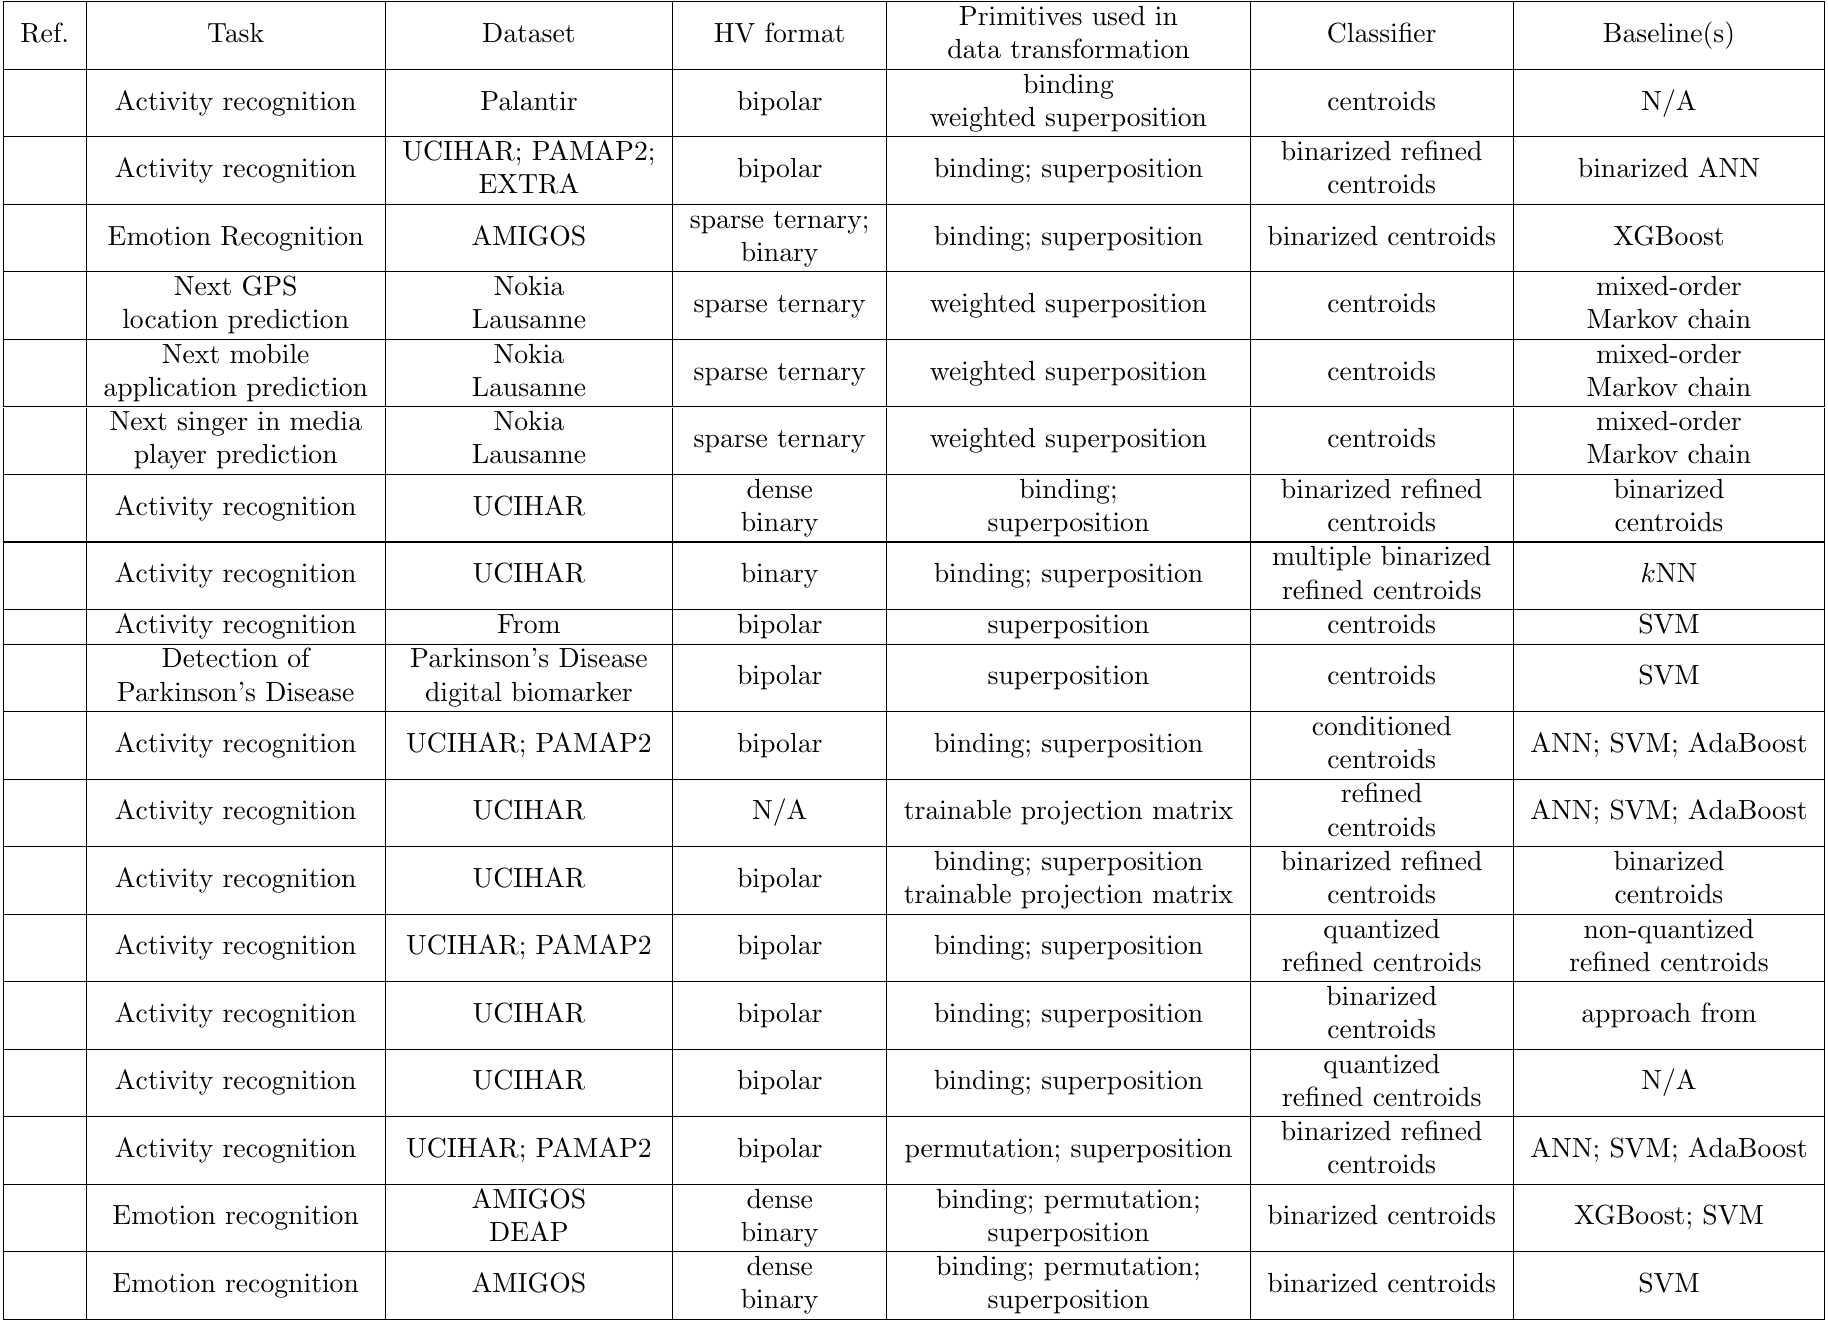 Ref.
Task
Dataset
HV format
Primitives used in
data transformation
Classifier
Baseline(s)
Activity recognition
Palantir
bipolar
binding
weighted superposition
centroids
N/A
Activity recognition
UCIHAR; PAMAP2;
EXTRA
bipolar
binding; superposition
binarized refined
centroids
binarized ANN
Emotion Recognition
AMIGOS
sparse ternary;
binary
binding; superposition
binarized centroids
XGBoost
Next GPS
location prediction
Nokia
Lausanne
sparse ternary
weighted superposition
centroids
mixed-order
Markov chain
Next mobile
application prediction
Nokia
Lausanne
sparse ternary
weighted superposition
centroids
mixed-order
Markov chain
Next singer in media
player prediction
Nokia
Lausanne
sparse ternary
weighted superposition
centroids
mixed-order
Markov chain
Activity recognition
UCIHAR
dense
binary
binding;
superposition
binarized refined
centroids
binarized
centroids
Activity recognition
UCIHAR
binary
binding; superposition
multiple binarized
refined centroids
kNN
Activity recognition
From
bipolar
superposition
centroids
SVM
Detection of
Parkinson's Disease
Parkinson's Disease
digital biomarker
bipolar
superposition
centroids
SVM
Activity recognition
UCIHAR; PAMAP2
bipolar
binding; superposition
conditioned
centroids
ANN; SVM; AdaBoost
Activity recognition
UCIHAR
N/A
trainable projection matrix
refined
centroids
ANN; SVM; AdaBoost
Activity recognition
UCIHAR
bipolar
binding; superposition
trainable projection matrix
binarized refined
centroids
binarized
centroids
Activity recognition
UCIHAR; PAMAP2
bipolar
binding; superposition
quantized
refined centroids
non-quantized
refined centroids
Activity recognition
UCIHAR
bipolar
binding; superposition
binarized
centroids
approach from
Activity recognition
UCIHAR
bipolar
binding; superposition
quantized
refined centroids
N/A
Activity recognition
UCIHAR; PAMAP2
bipolar
permutation; superposition
binarized refined
centroids
ANN; SVM; AdaBoost
Emotion recognition
AMIGOS
DEAP
dense
binary
binding; permutation;
superposition
binarized centroids
XGBoost; SVM
Emotion recognition
AMIGOS
dense
binary
binding; permutation;
superposition
binarized centroids
SVM